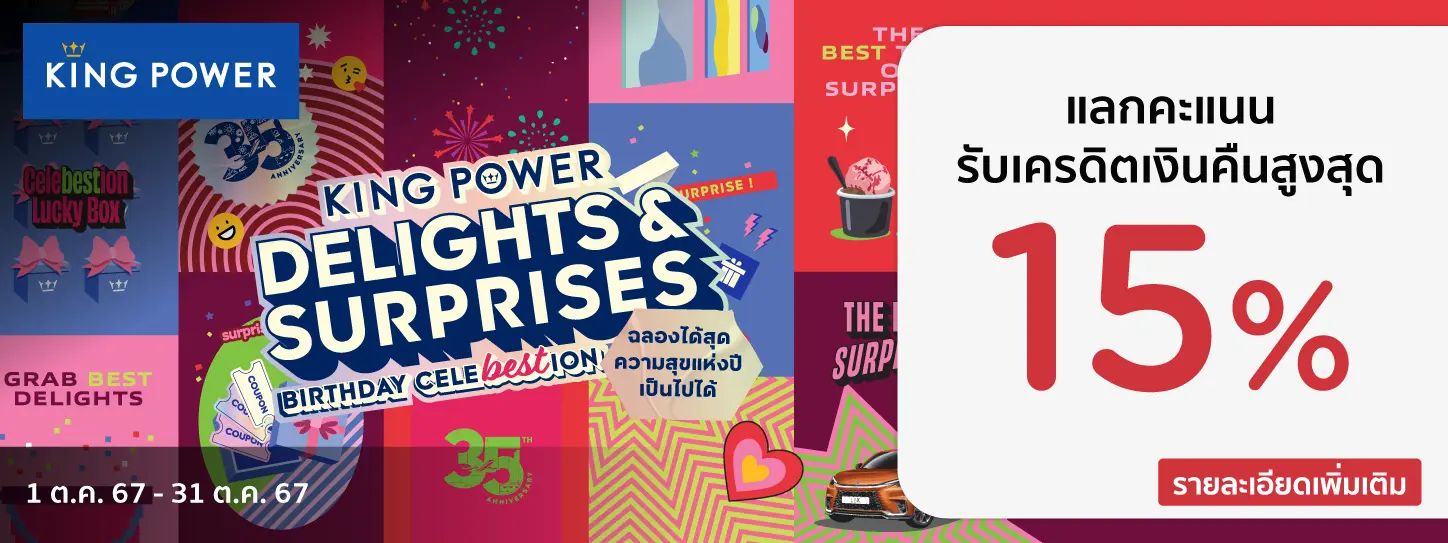 KING POWER
35
ANNIVERSARY
Celebestion
Lucky Box
GRAB BEST
DELIGHTS
KING POWER
DELIGHTS &
SURPRISES
BIRTHDAY CELEbestION
ฉลองได้สุด
ความสุขแห่งปี
เป็นไปได้
COUPON
COUPON
35TH
ANNIVERSARY
THE
BEST
THE
1 ต.ค. 67 - 31 ต.ค. 67
แลกคะแนน
รับเครดิตเงินคืนสูงสุด
15%
รายละเอียดเพิ่มเติม